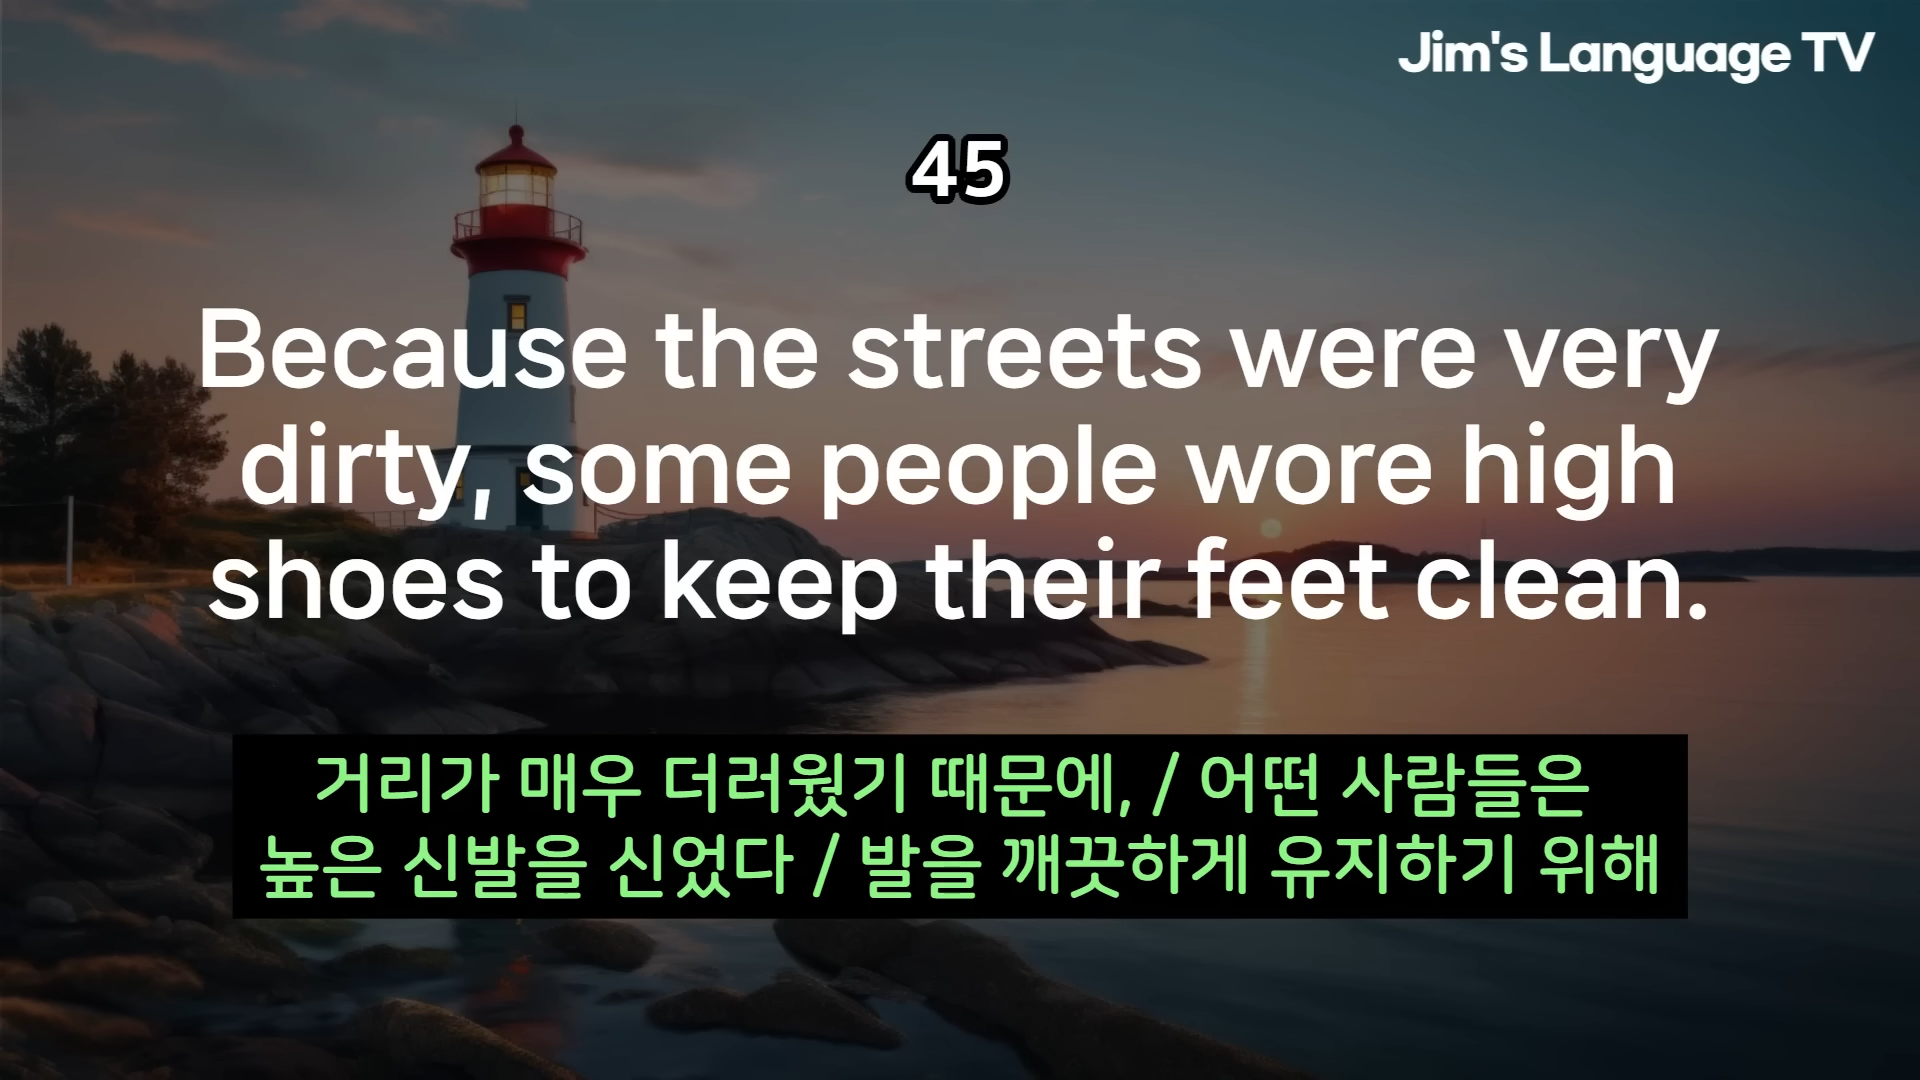 Jim's Language TV
45
Because the streets were very
dirty, some people wore high
shoes to keep their feet clean.
거리가 매우 더러웠기 때문에, / 어떤 사람들은
높은 신발을 신었다 / 발을 깨끗하게 유지하기 위해